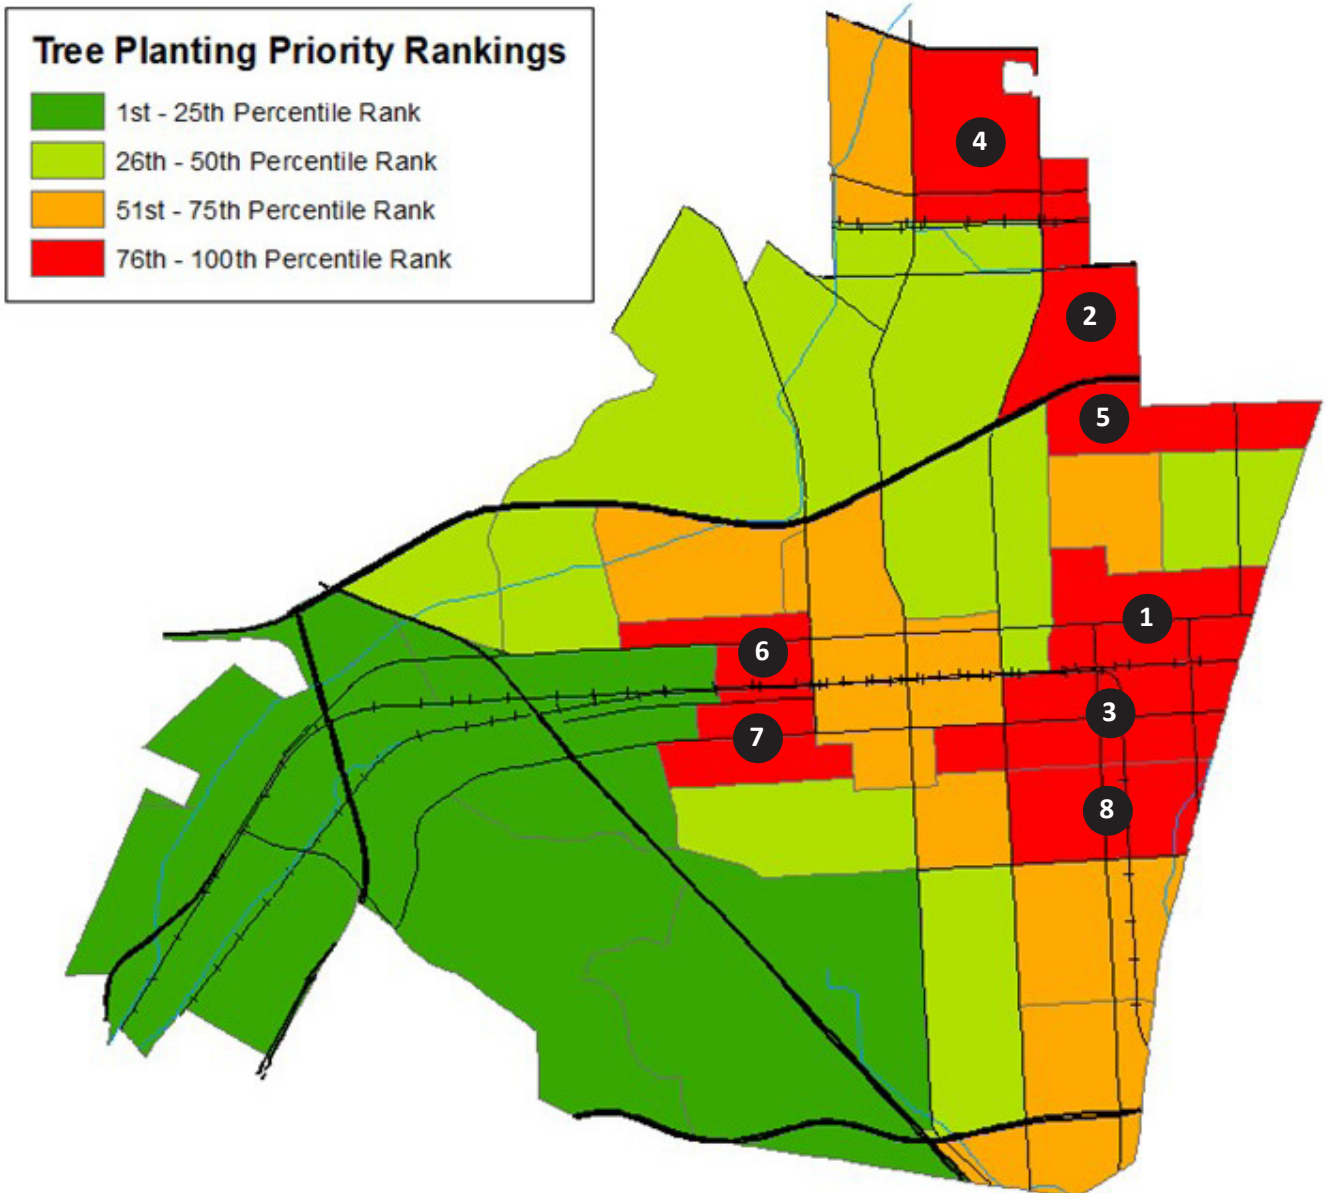 Tree Planting Priority Rankings
1st - 25th Percentile Rank
26th - 50th Percentile Rank
51st - 75th Percentile Rank
76th - 100th Percentile Rank
4
2
5
1
6
3
7
8